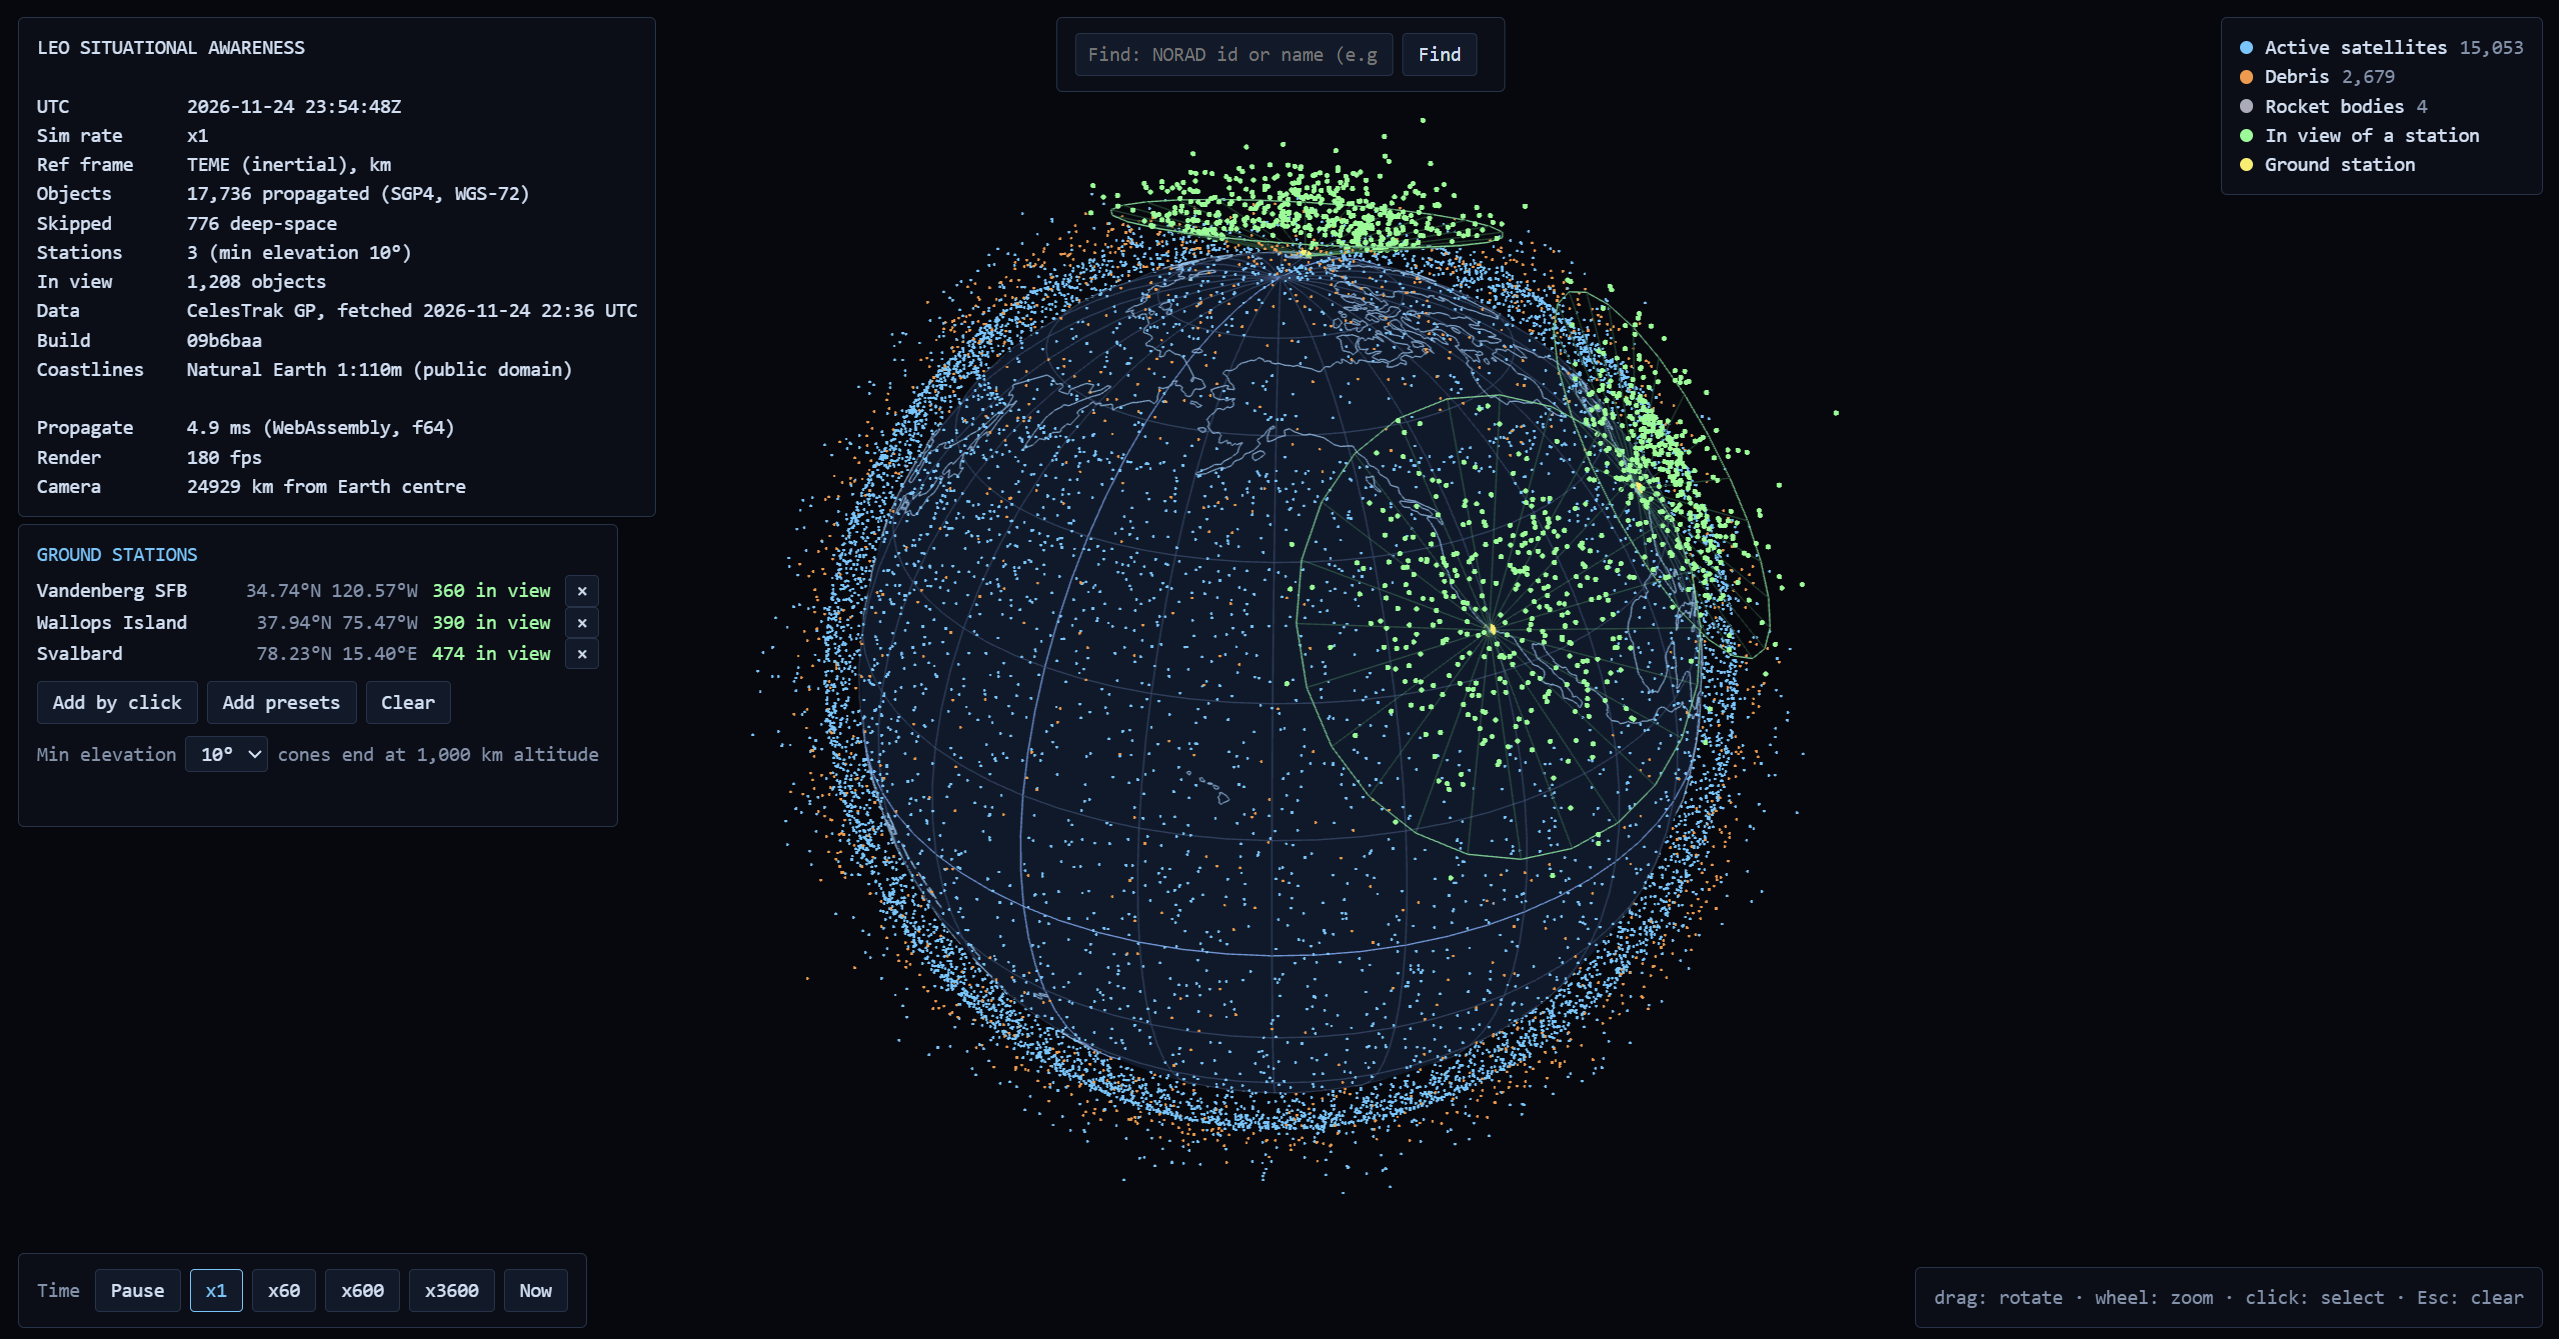 LEO SITUATIONAL AWARENESS
UTC 2026-11-24 23:54:48Z
Sim rate x1
Ref frame TEME (inertial), km
Objects 17,736 propagated (SGP4, WGS-72)
Skipped 776 deep-space
Stations 3 (min elevation 10°)
In view 1,208 objects
Data CelesTrak GP, fetched 2026-11-24 22:36 UTC
Build 09b6baa
Coastlines Natural Earth 1:110m (public domain)
Propagate 4.9 ms (WebAssembly, f64)
Render 180 fps
Camera 24929 km from Earth centre
GROUND STATIONS
Vandenberg SFB 34.74°N 120.57°W 360 in view ×
Wallops Island 37.94°N 75.47°W 390 in view ×
Svalbard 78.23°N 15.40°E 474 in view ×
Add by click Add presets Clear
Min elevation 10° cones end at 1,000 km altitude
Find: NORAD id or name (e.g Find
Active satellites 15,053
Debris 2,679
Rocket bodies 4
In view of a station
Ground station
Time Pause x1 x60 x600 x3600 Now
drag: rotate · wheel: zoom · click: select · Esc: clear